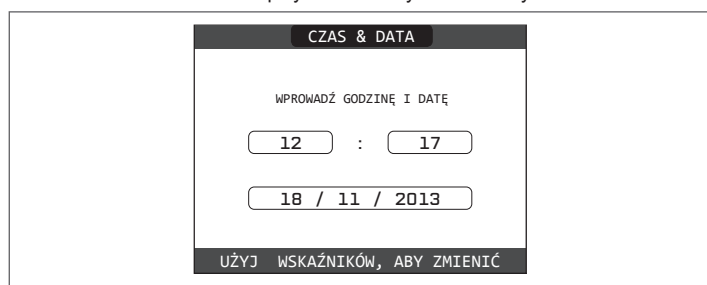 CZAS & DATA
WPROWADŹ GODZINĘ I DATĘ
12 : 17
18 / 11 / 2013
UŻYJ WSKAŹNIKÓW, ABY ZMIENIĆ